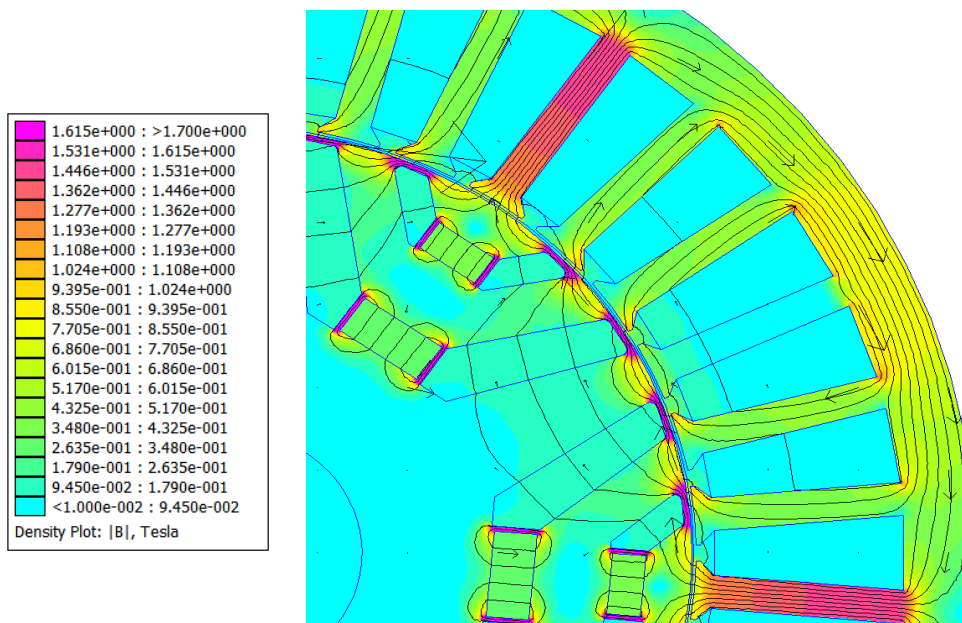 1.615e+000 : >1.700e+000
1.531e+000 : 1.615e+000
1.446e+000 : 1.531e+000
1.362e+000 : 1.446e+000
1.277e+000 : 1.362e+000
1.193e+000 : 1.277e+000
1.108e+000 : 1.193e+000
1.024e+000 : 1.108e+000
9.395e-001 : 1.024e+000
8.550e-001 : 9.395e-001
7.705e-001 : 8.550e-001
6.860e-001 : 7.705e-001
6.015e-001 : 6.860e-001
5.170e-001 : 6.015e-001
4.325e-001 : 5.170e-001
3.480e-001 : 4.325e-001
2.635e-001 : 3.480e-001
1.790e-001 : 2.635e-001
9.450e-002 : 1.790e-001
<1.000e-002 : 9.450e-002
Density Plot: |B|, Tesla